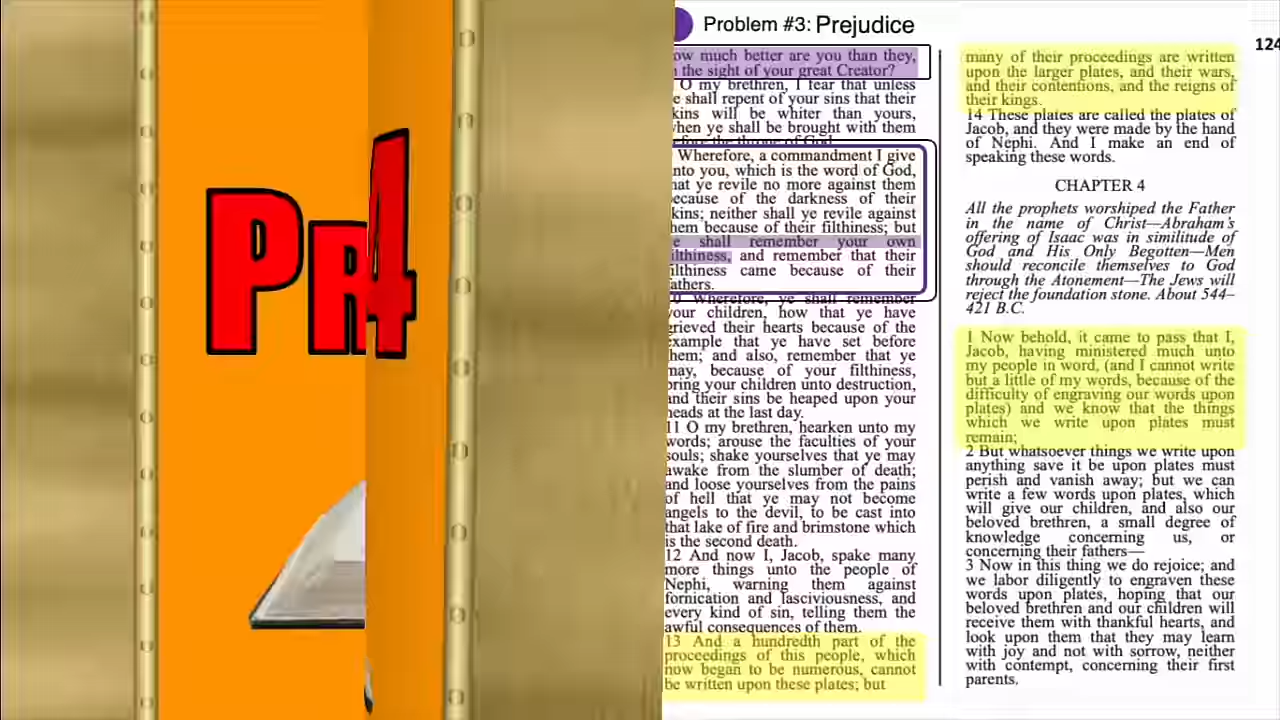 PR4
Problem #3: Prejudice
124
ow much better are you than they,
the sight of your great Creator?
O my brethren, I fear that unless
e shall repent of your sins that their
kins will be whiter than yours,
hen ye shall be brought with them
efore the throne of God.
Wherefore, a commandment I give
nto you, which is the word of God,
hat ye revile no more against them
ecause of the darkness of their
kins; neither shall ye revile against
hem because of their filthiness; but
e shall remember your own
ilthiness, and remember that their
ilthiness came because of their
athers.
0 Wherefore, ye shall remember
your children, how that ye have
grieved their hearts because of the
example that ye have set before
them; and also, remember that ye
may, because of your filthiness,
bring your children unto destruction,
and their sins be heaped upon your
heads at the last day.
11 O my brethren, hearken unto my
words; arouse the faculties of your
souls; shake yourselves that ye may
awake from the slumber of death;
and loose yourselves from the pains
of hell that ye may not become
angels to the devil, to be cast into
that lake of fire and brimstone which
is the second death.
12 And now I, Jacob, spake many
more things unto the people of
Nephi, warning them against
fornication and lasciviousness, and
every kind of sin, telling them the
awful consequences of them.
13 And a hundredth part of the
proceedings of this people, which
now began to be numerous, cannot
be written upon these plates; but
many of their proceedings are written
upon the larger plates, and their wars,
and their contentions, and the reigns of
their kings.
14 These plates are called the plates of
Jacob, and they were made by the hand
of Nephi. And I make an end of
speaking these words.
CHAPTER 4
All the prophets worshiped the Father
in the name of Christ—Abraham's
offering of Isaac was in similitude of
God and His Only Begotten—Men
should reconcile themselves to God
through the Atonement—The Jews will
reject the foundation stone. About 544–
421 B.C.
1 Now behold, it came to pass that I,
Jacob, having ministered much unto
my people in word, (and I cannot write
but a little of my words, because of the
difficulty of engraving our words upon
plates) and we know that the things
which we write upon plates must
remain;
2 But whatsoever things we write upon
anything save it be upon plates must
perish and vanish away; but we can
write a few words upon plates, which
will give our children, and also our
beloved brethren, a small degree of
knowledge concerning us, or
concerning their fathers—
3 Now in this thing we do rejoice; and
we labor diligently to engraven these
words upon plates, hoping that our
beloved brethren and our children will
receive them with thankful hearts, and
look upon them that they may learn
with joy and not with sorrow, neither
with contempt, concerning their first
parents.